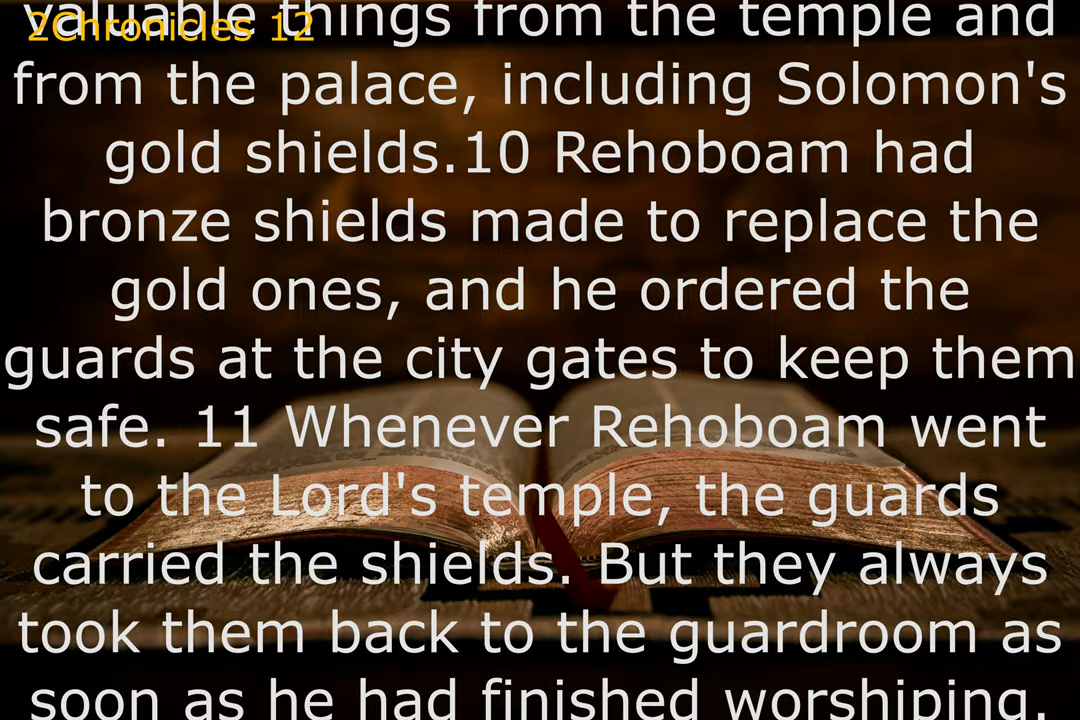 2Chronicles 12
valuable things from the temple and
from the palace, including Solomon's
gold shields.10 Rehoboam had
bronze shields made to replace the
gold ones, and he ordered the
guards at the city gates to keep them
safe. 11 Whenever Rehoboam went
to the Lord's temple, the guards
carried the shields. But they always
took them back to the guardroom as
soon as he had finished worshiping.